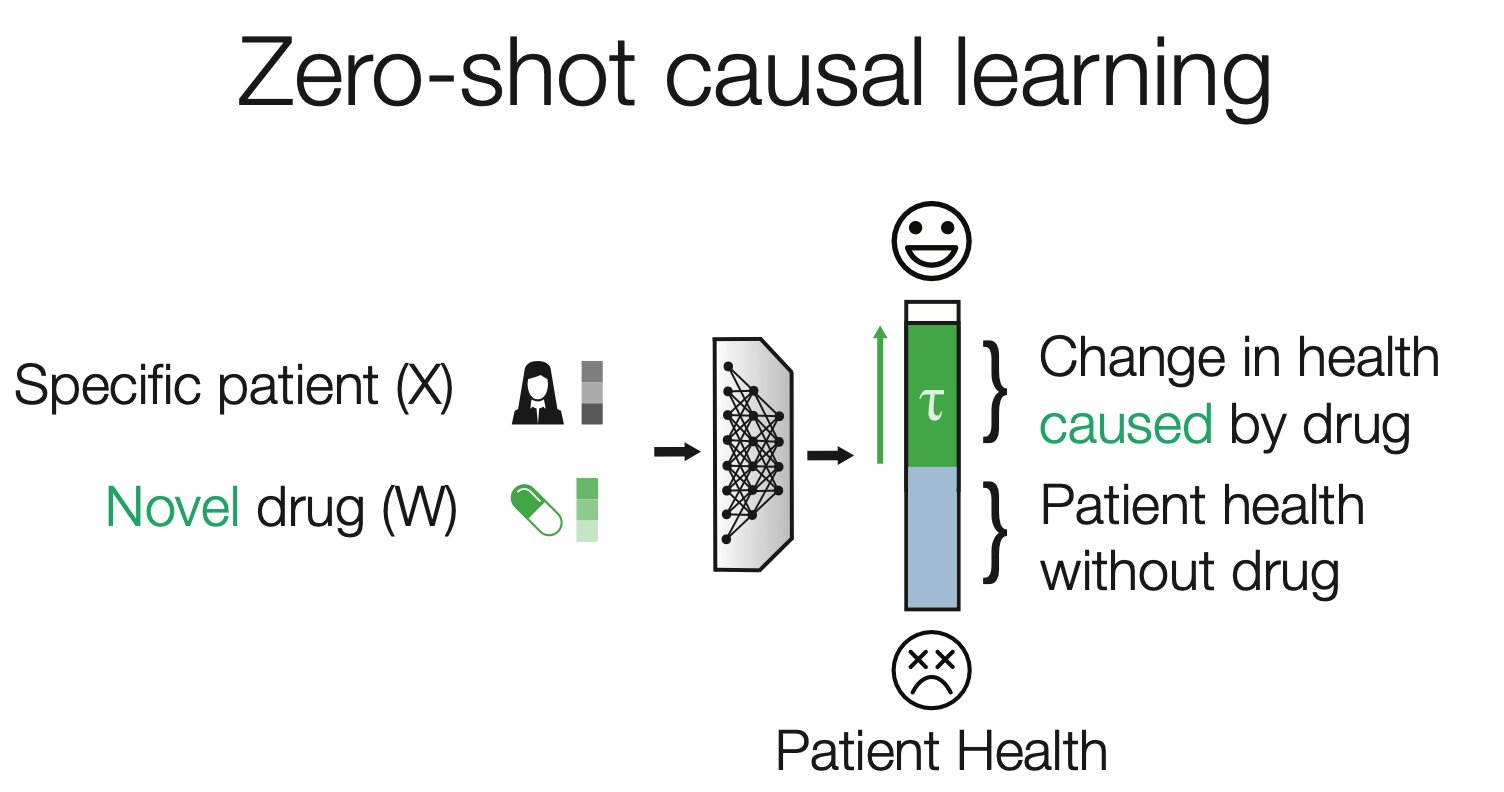 Zero-shot causal learning
Specific patient (X)
Novel drug (W)
τ
Change in health
caused by drug
Patient health
without drug
Patient Health